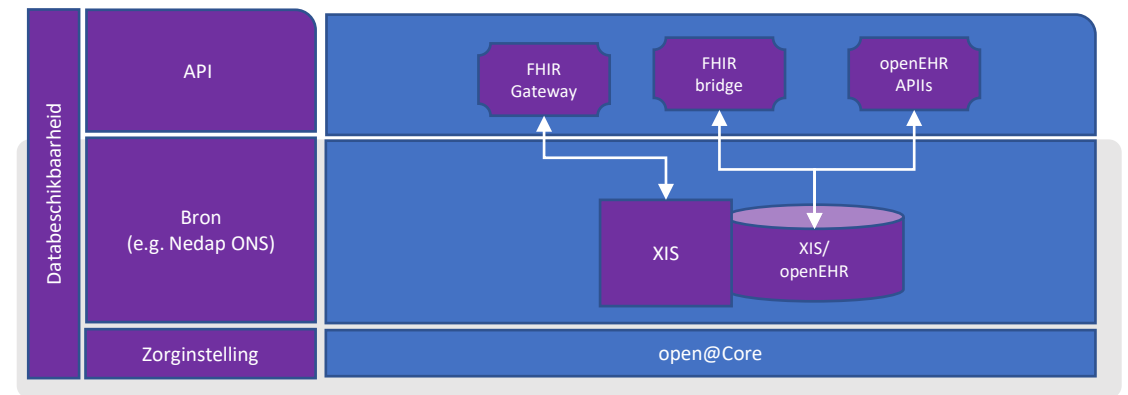 Databeschikbaarheid
API
FHIR
Gateway
FHIR
bridge
openEHR
APIIs
Bron
(e.g. Nedap ONS)
XIS
XIS/
openEHR
Zorginstelling
open@Core